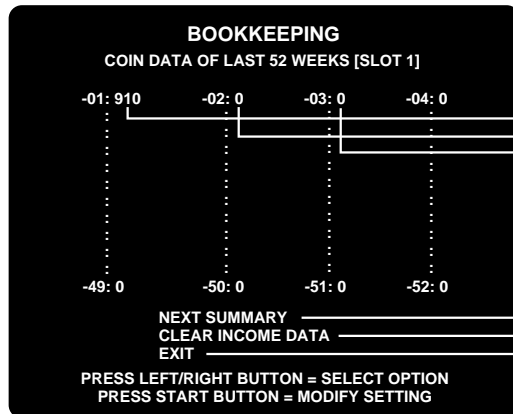 BOOKKEEPING
COIN DATA OF LAST 52 WEEKS [SLOT 1]
-01: 910 -02: 0 -03: 0 -04: 0
-49: 0 -50: 0 -51: 0 -52: 0
NEXT SUMMARY
CLEAR INCOME DATA
EXIT
PRESS LEFT/RIGHT BUTTON = SELECT OPTION
PRESS START BUTTON = MODIFY SETTING